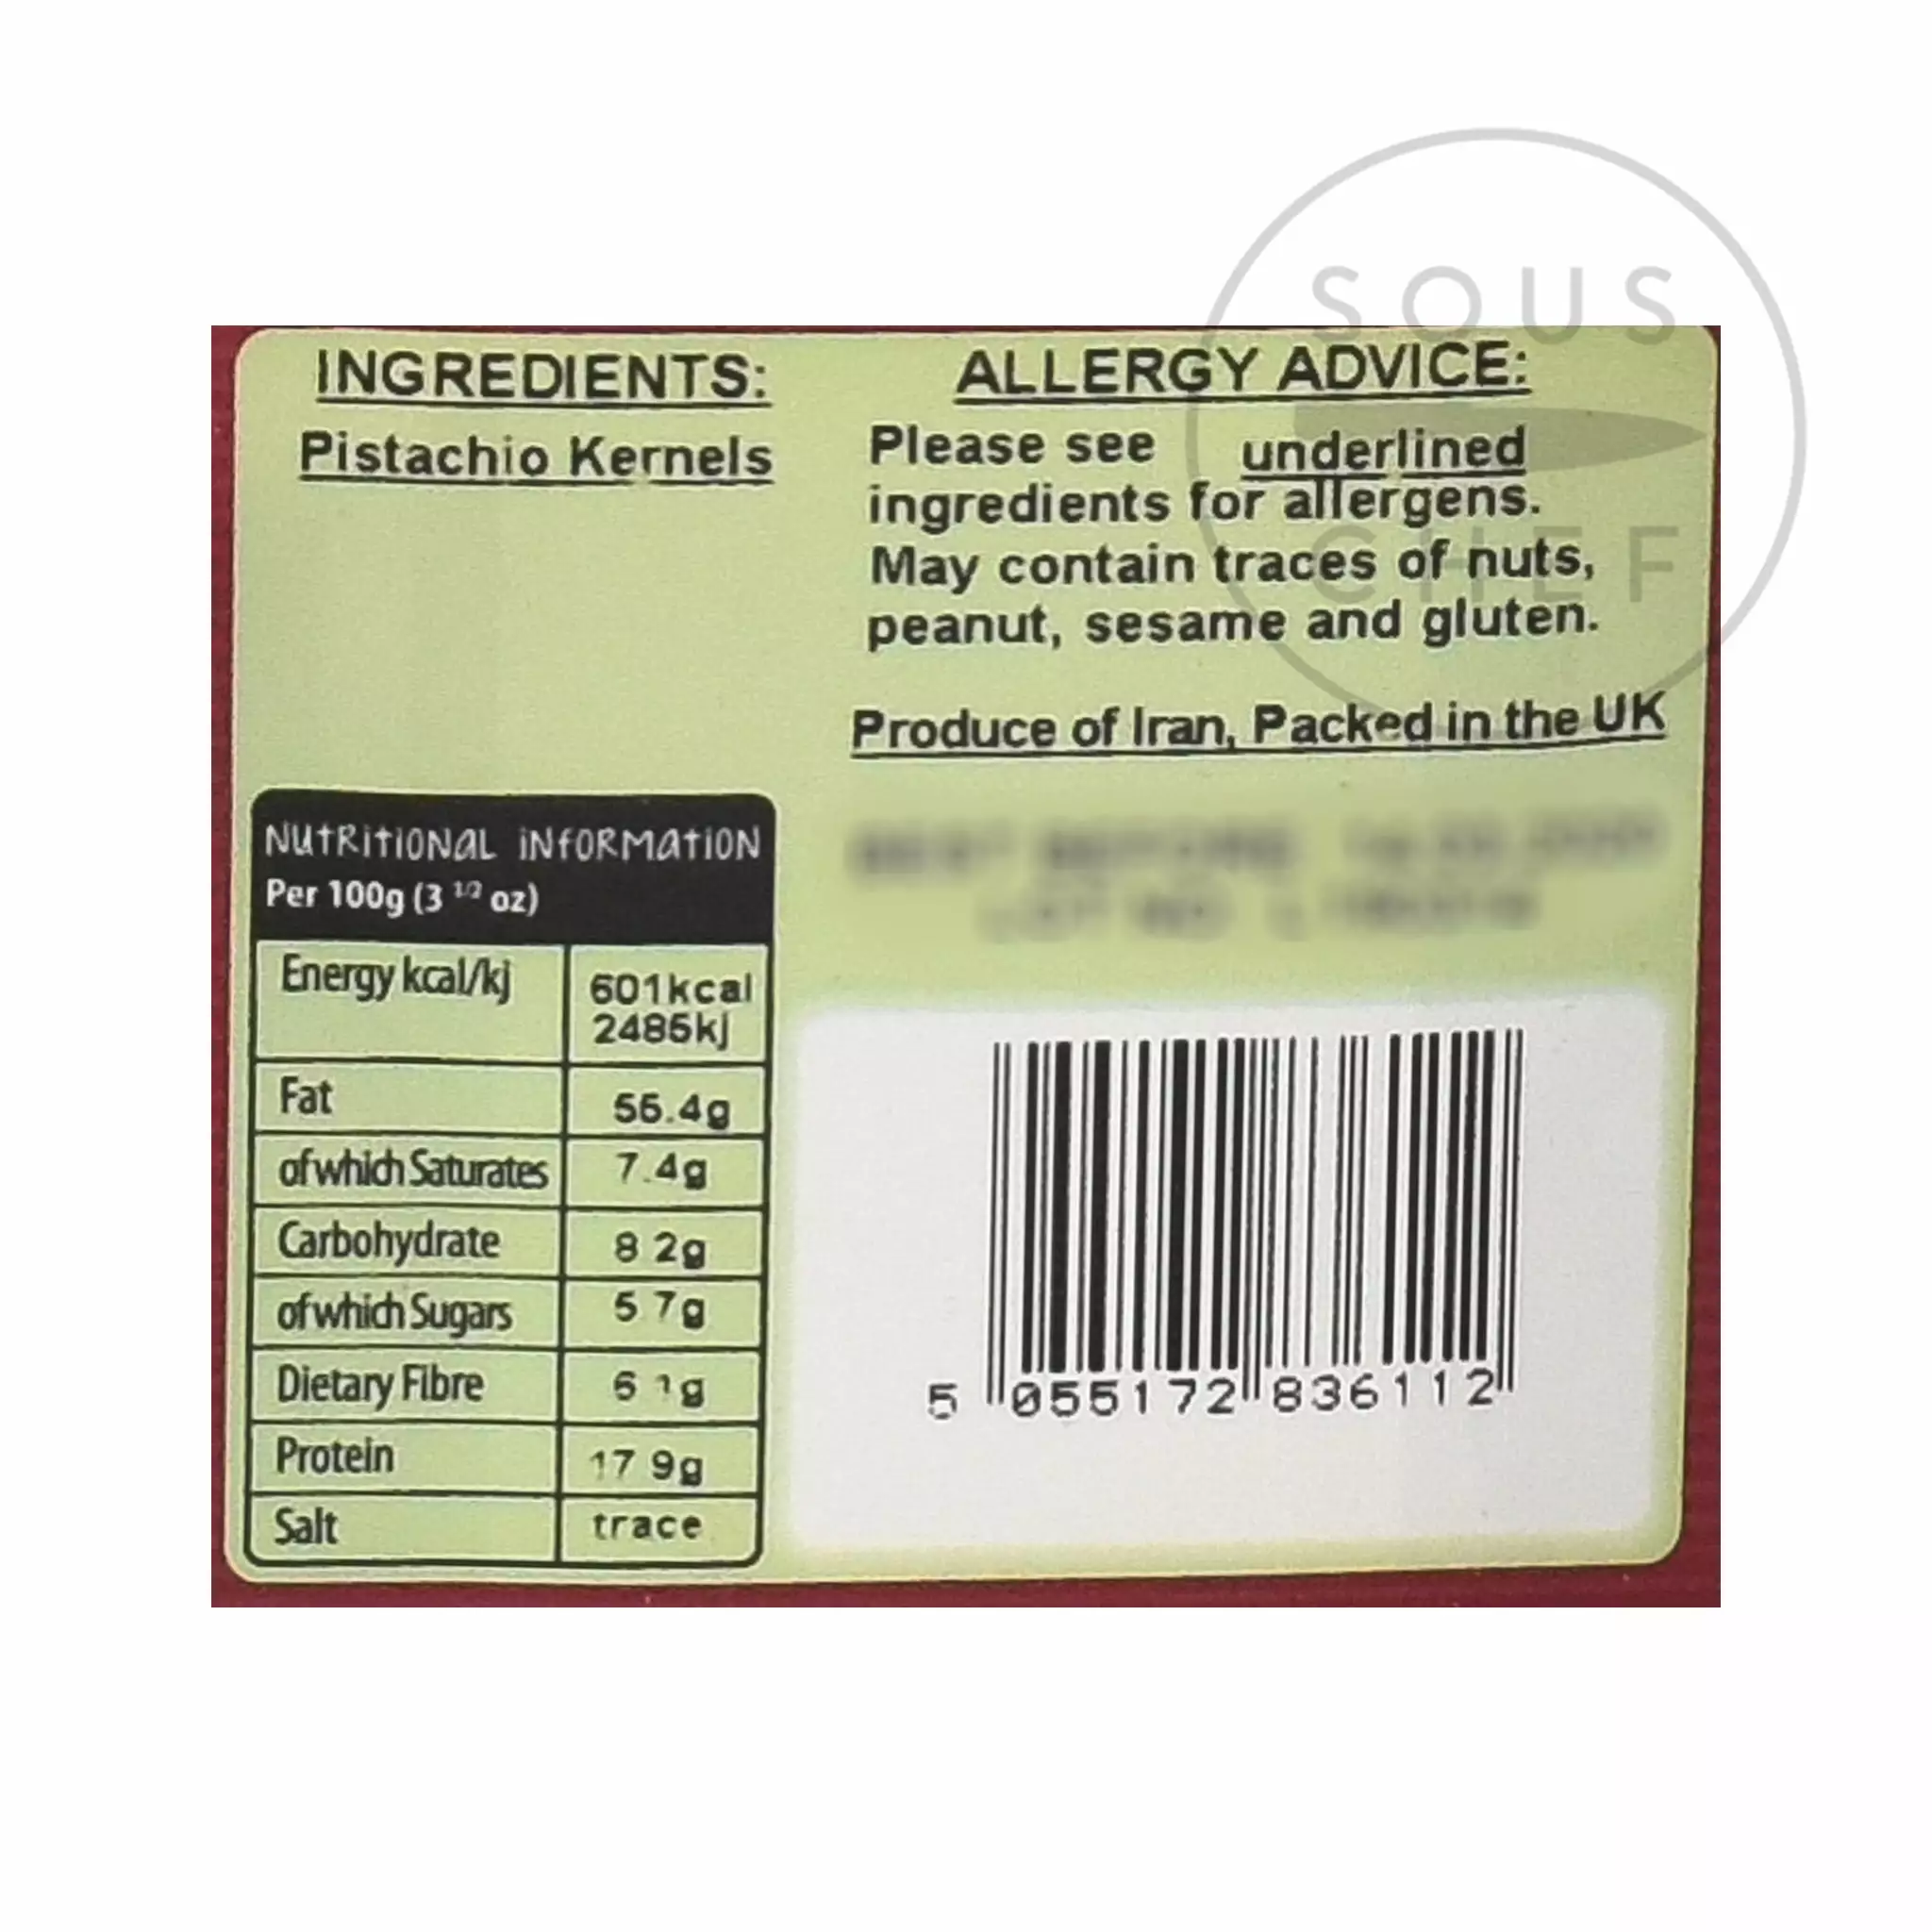 SOUS
CHEF
INGREDIENTS:
Pistachio Kernels
ALLERGY ADVICE:
Please see underlined
ingredients for allergens.
May contain traces of nuts,
peanut, sesame and gluten.
Produce of Iran, Packed in the UK
NUTRITIONAL INFORMATION
Per 100g (3 1/2 oz)
Energy kcal/kj 601kcal
2485kj
Fat 55.4g
of which Saturates 7.4g
Carbohydrate 8 2g
of which Sugars 5 7g
Dietary Fibre 6 1g
Protein 17 9g
Salt trace
5 055172 836112